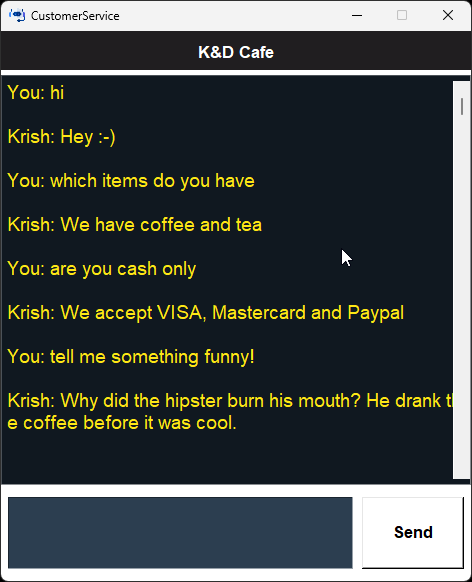 CustomerService
K&D Cafe
You: hi
Krish: Hey :-)
You: which items do you have
Krish: We have coffee and tea
You: are you cash only
Krish: We accept VISA, Mastercard and Paypal
You: tell me something funny!
Krish: Why did the hipster burn his mouth? He drank th
e coffee before it was cool.
Send